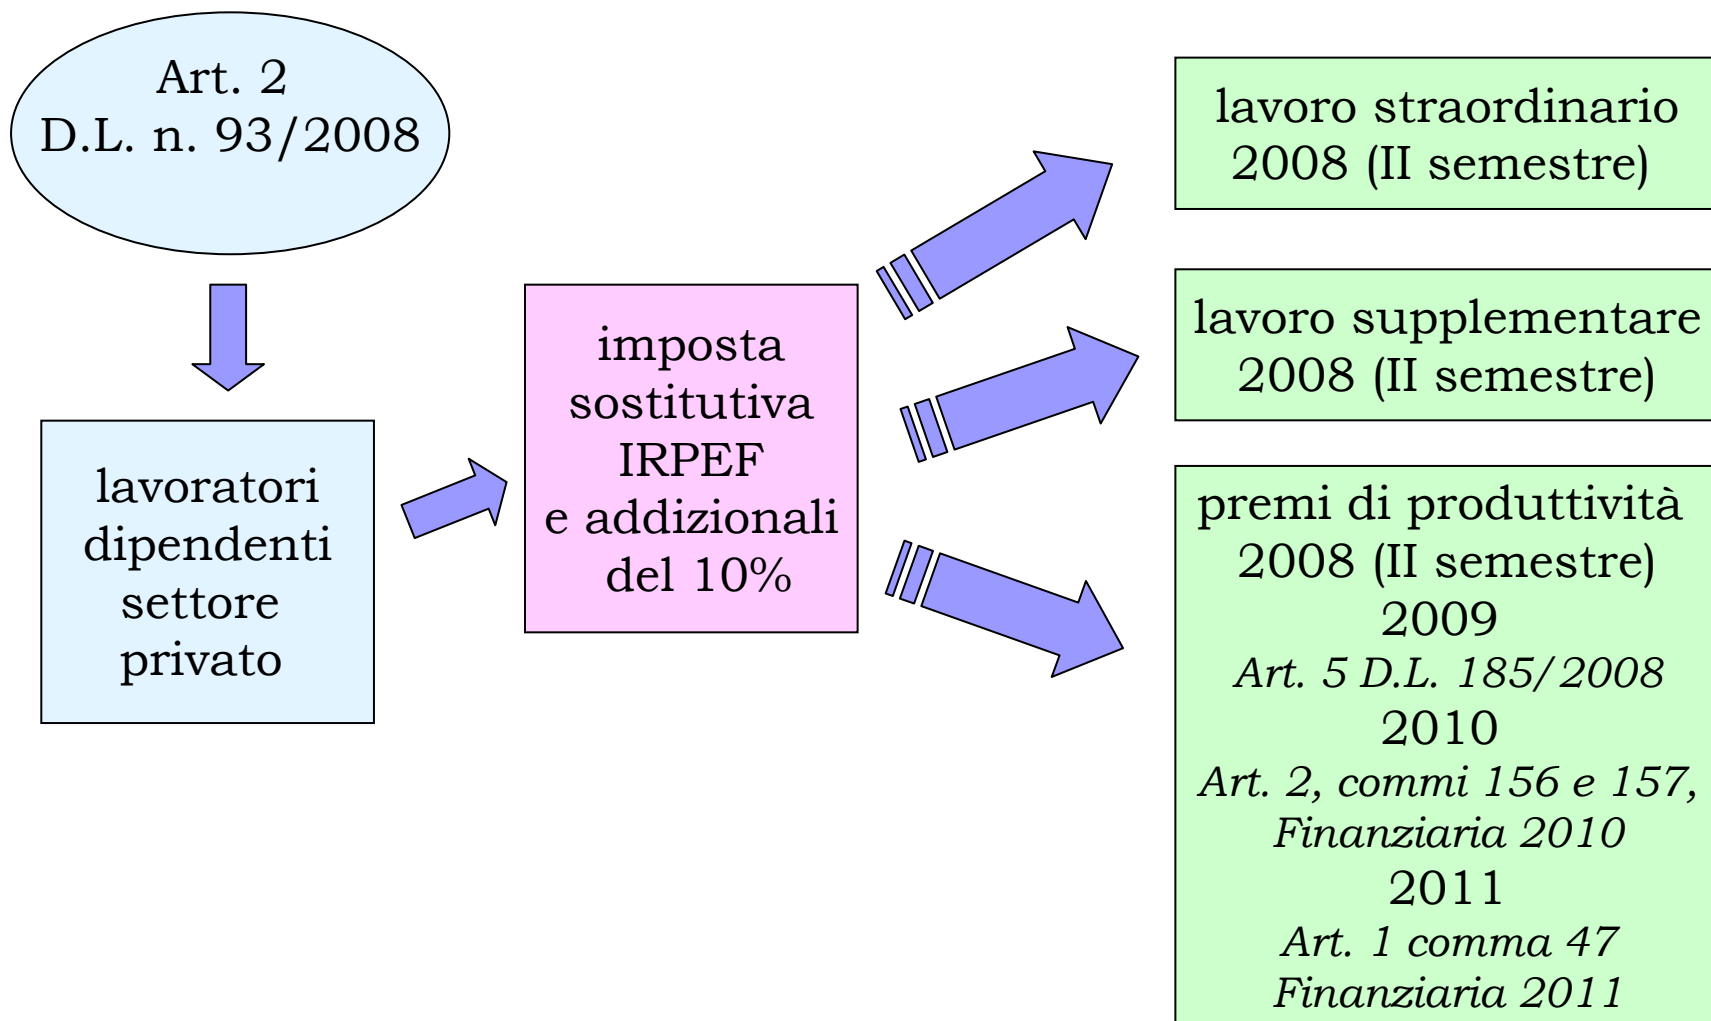 Art. 2
D.L. n. 93/2008
lavoratori
dipendenti
settore
privato
imposta
sostitutiva
IRPEF
e addizionali
del 10%
lavoro straordinario
2008 (II semestre)
lavoro supplementare
2008 (II semestre)
premi di produttività
2008 (II semestre)
2009
Art. 5 D.L. 185/2008
2010
Art. 2, commi 156 e 157,
Finanziaria 2010
2011
Art. 1 comma 47
Finanziaria 2011